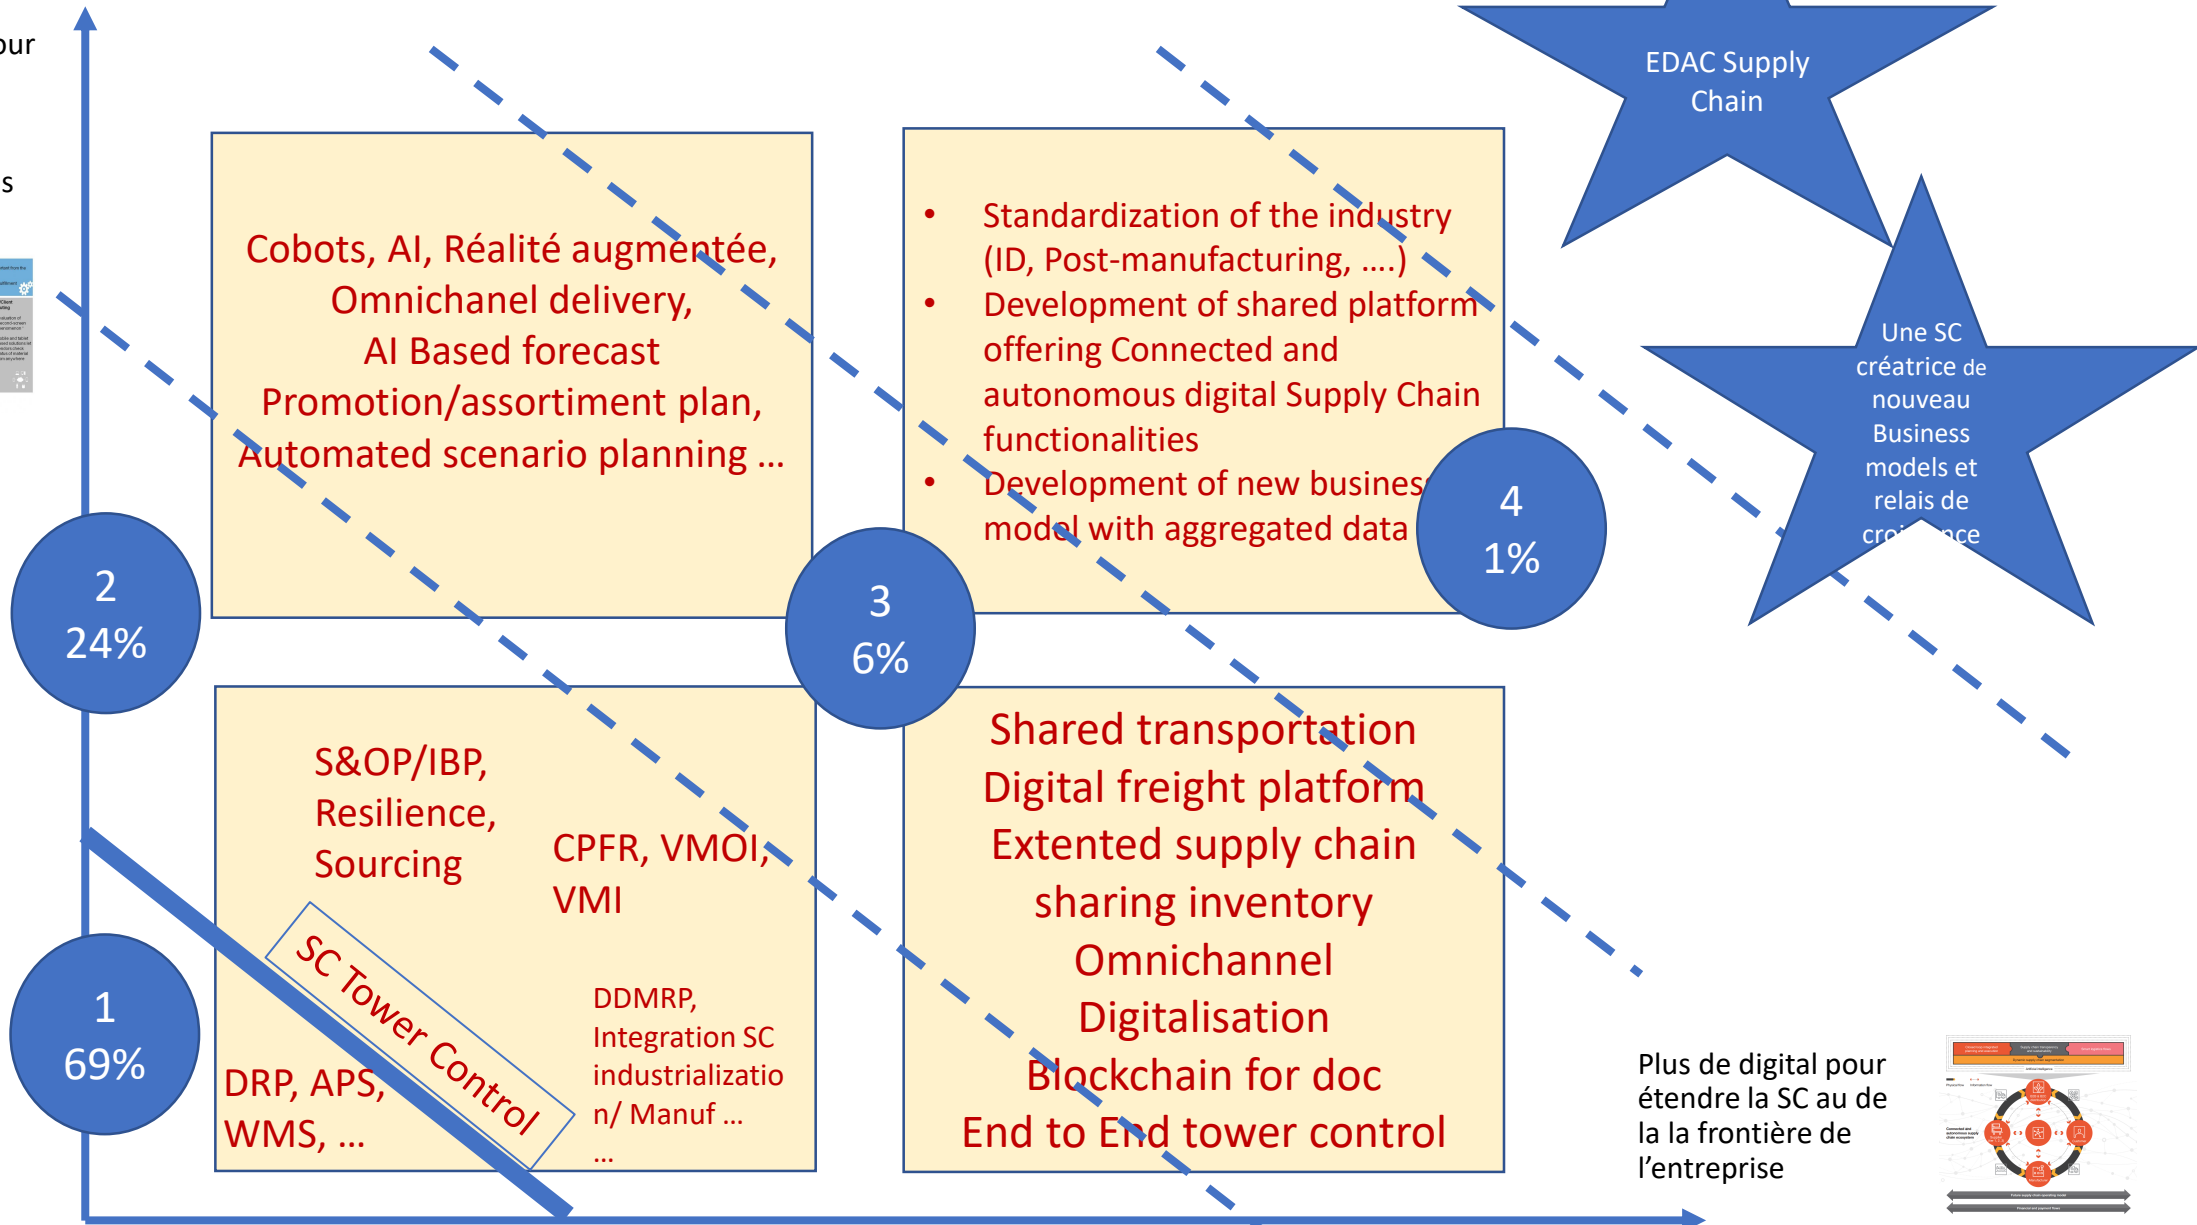 EDAC Supply
Chain
Cobots, AI, Réalité augmentée,
Omnichanel delivery,
AI Based forecast
Promotion/assortiment plan,
Automated scenario planning ...
• Standardization of the industry
(ID, Post-manufacturing, ....)
• Development of shared platform
offering Connected and
autonomous digital Supply Chain
functionalities
• Development of new business
model with aggregated data
Une SC
créatrice de
nouveau
Business
models et
relais de
2
24%
3
6%
4
1%
S&OP/IBP,
Resilience,
Sourcing
CPFR, VMOI,
VMI
SC Tower Control
DDMRP,
Integration SC
industrializatio
n/ Manuf ...
...
DRP, APS,
WMS, ...
1
69%
Shared transportation
Digital freight platform
Extented supply chain
sharing inventory
Omnichannel
Digitalisation
Blockchain for doc
End to End tower control
Plus de digital pour
étendre la SC au de
la la frontière de
l'entreprise